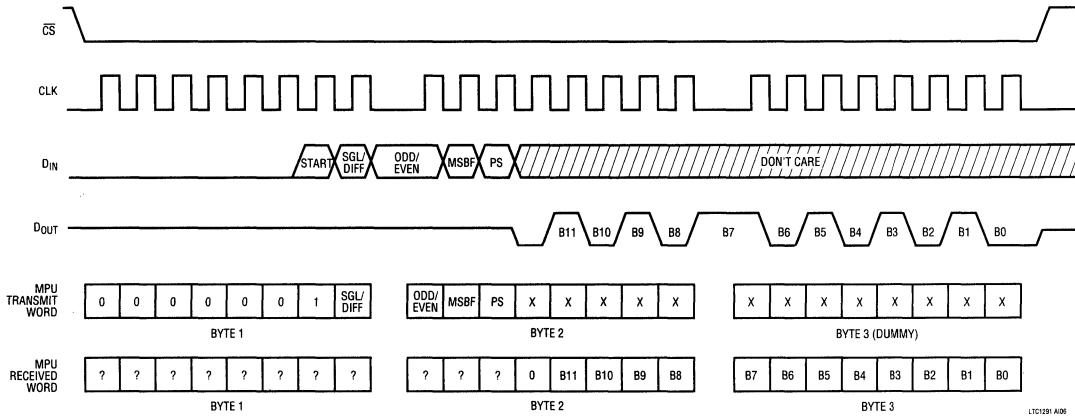 CS
CLK
DIN
START SGL/DIFF ODD/EVEN MSBF PS DON'T CARE
DOUT
B11 B10 B9 B8 B7 B6 B5 B4 B3 B2 B1 B0
MPU TRANSMIT WORD
0 0 0 0 0 0 1 SGL/DIFF ODD/EVEN MSBF PS X X X X X X X X X X X X X
BYTE 1 BYTE 2 BYTE 3 (DUMMY)
MPU RECEIVED WORD
? ? ? ? ? ? ? ? ? ? ? 0 B11 B10 B9 B8 B7 B6 B5 B4 B3 B2 B1 B0
BYTE 1 BYTE 2 BYTE 3
LTC1291 AI06